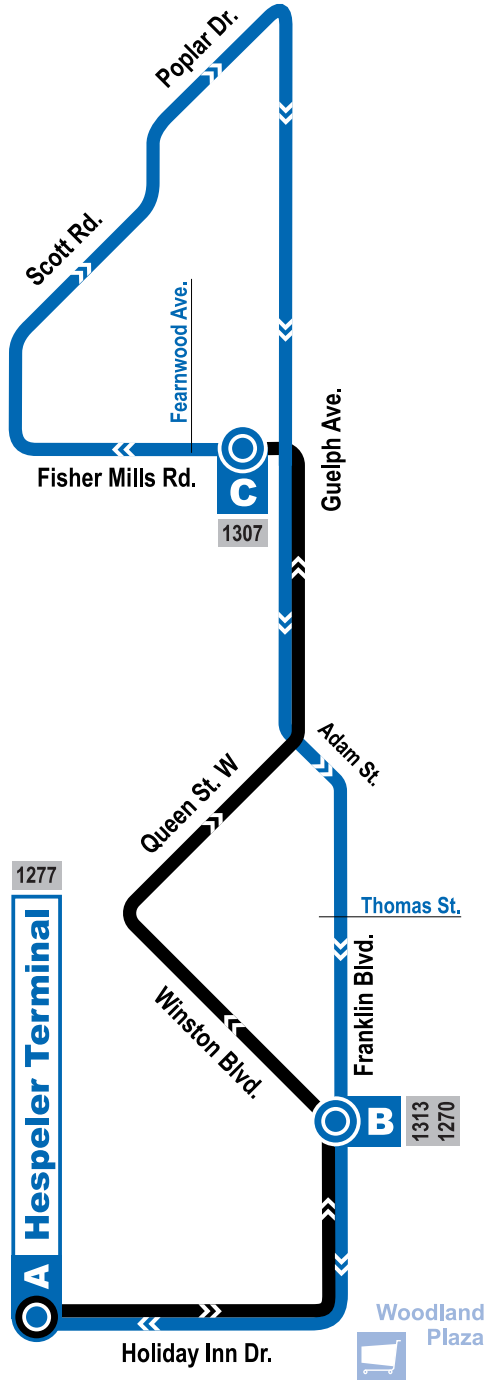 Poplar Dr.
Scott Rd.
Fearnwood Ave.
Guelph Ave.
Fisher Mills Rd.
C
1307
Adam St.
Queen St. W
1277
Thomas St.
Hespeler Terminal
Franklin Blvd.
Winston Blvd.
B
1313
1270
A
Woodland
Plaza
Holiday Inn Dr.